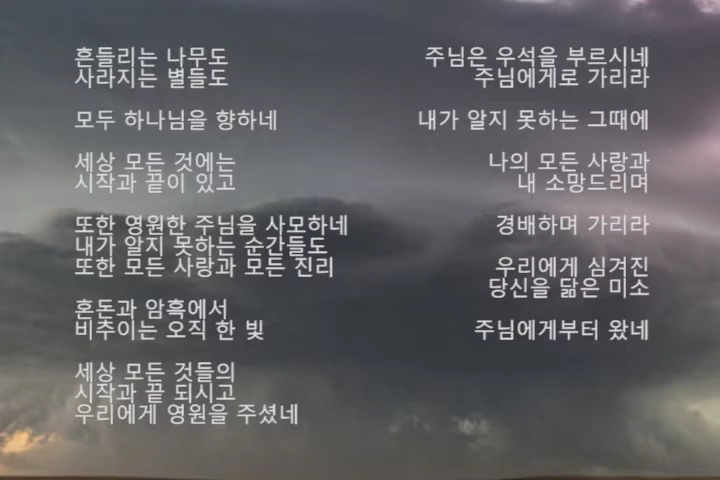 흔들리는 나무도
사라지는 별들도
모두 하나님을 향하네
세상 모든 것에는
시작과 끝이 있고
또한 영원한 주님을 사모하네
내가 알지 못하는 순간들도
또한 모든 사랑과 모든 진리
혼돈과 암흑에서
비추이는 오직 한 빛
세상 모든 것들의
시작과 끝 되시고
우리에게 영원을 주셨네
주님은 우석을 부르시네
주님에게로 가리라
내가 알지 못하는 그때에
나의 모든 사랑과
내 소망드리며
경배하며 가리라
우리에게 심겨진
당신을 닮은 미소
주님에게부터 왔네